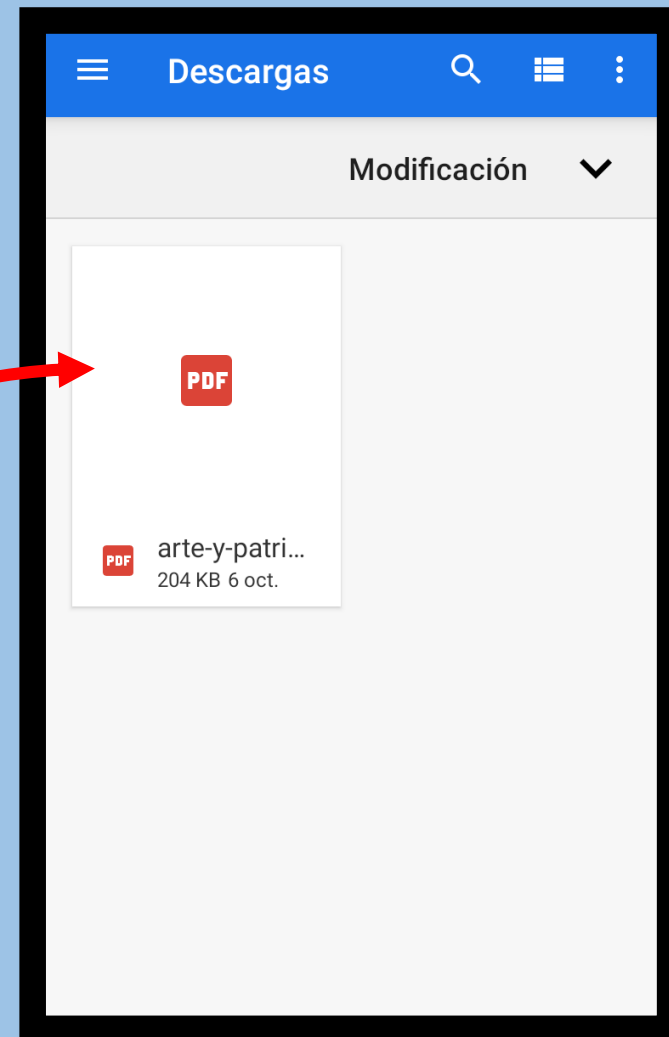 Descargas
Modificación
PDF
PDF
arte-y-patri...
204 KB 6 oct.